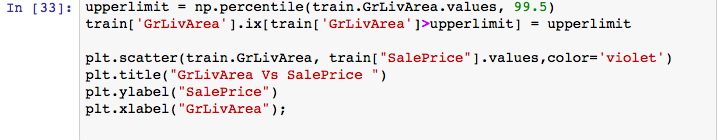 In [33]: upperlimit = np.percentile(train.GrLivArea.values, 99.5)
train['GrLivArea'].ix[train['GrLivArea']>upperlimit] = upperlimit
plt.scatter(train.GrLivArea, train["SalePrice"].values,color='violet')
plt.title("GrLivArea Vs SalePrice ")
plt.ylabel("SalePrice")
plt.xlabel("GrLivArea");